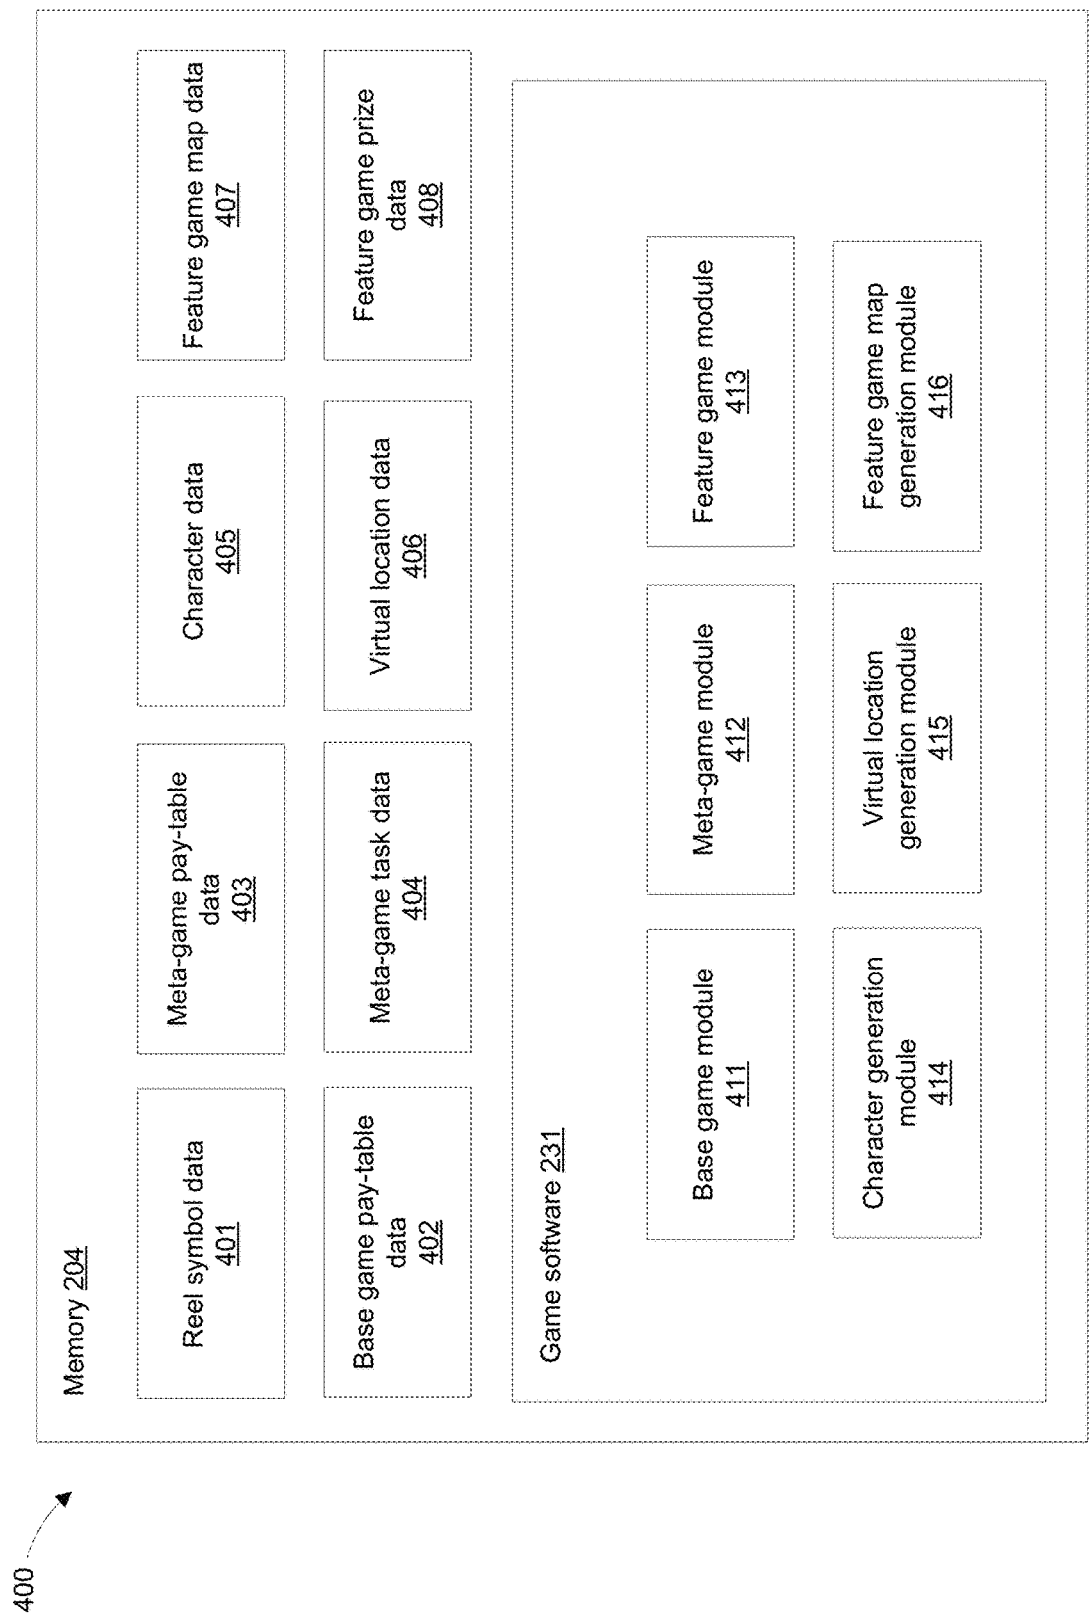 400
Memory 204
Reel symbol data
401
Meta-game pay-table
data
403
Character data
405
Feature game map data
407
Base game pay-table
data
402
Meta-game task data
404
Virtual location data
406
Feature game prize
data
408
Game software 231
Base game module
411
Meta-game module
412
Feature game module
413
Character generation
module
414
Virtual location
generation module
415
Feature game map
generation module
416